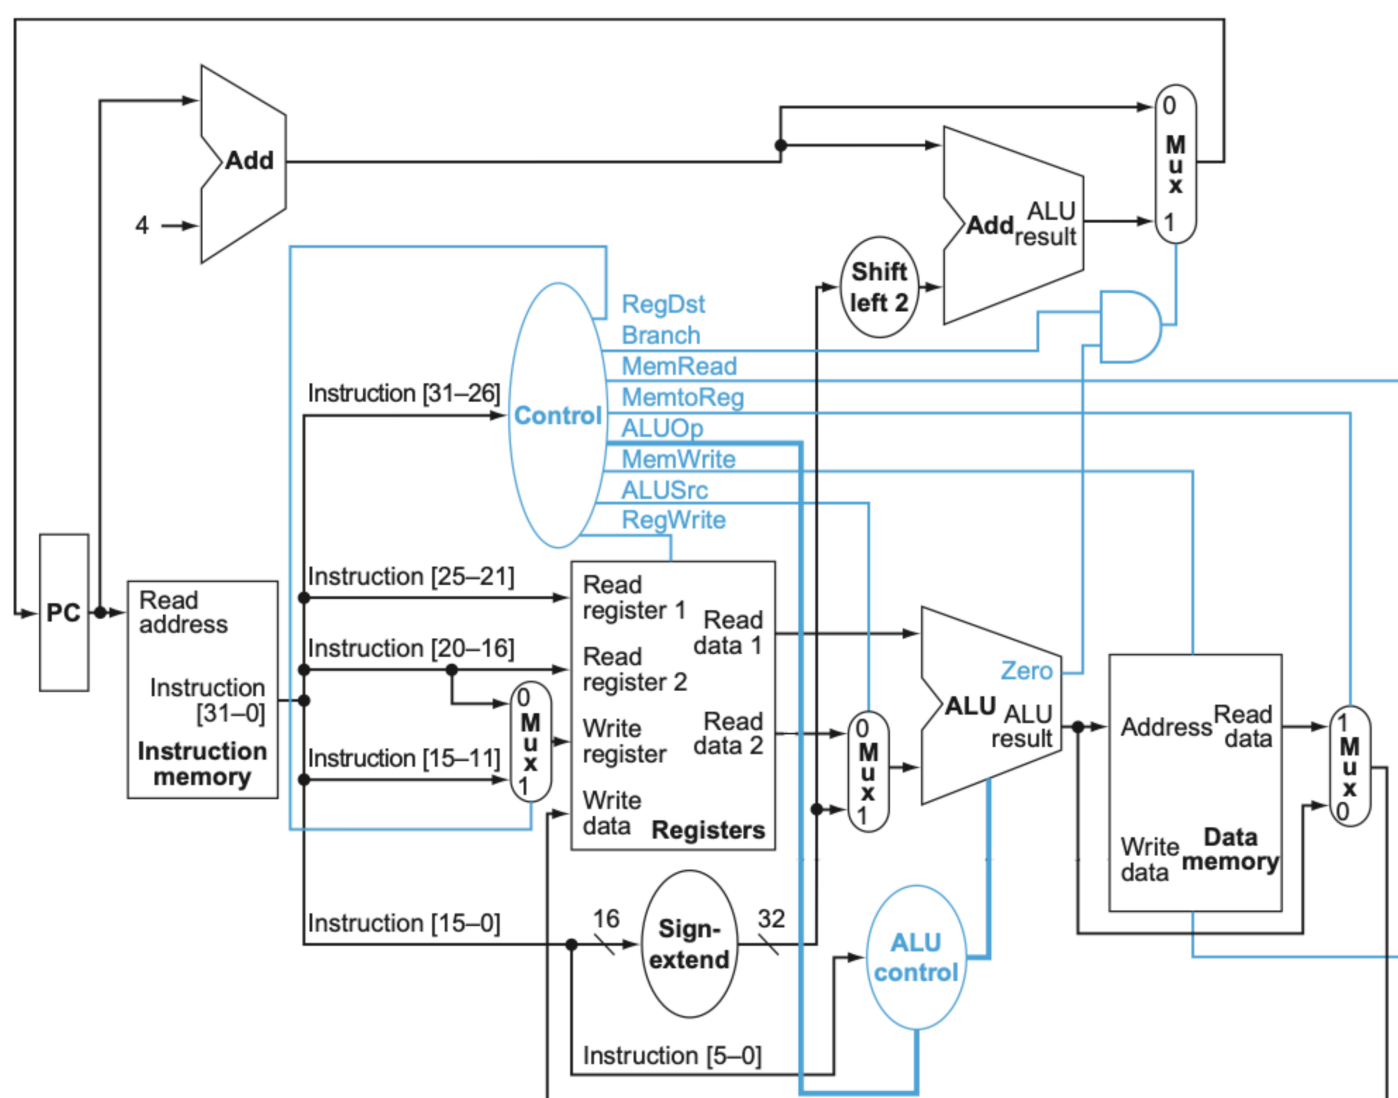 0
M
u
x
1
Add
4
Add
ALU
result
Shift
left 2
RegDst
Branch
MemRead
MemtoReg
ALUOp
MemWrite
ALUSrc
RegWrite
Control
Instruction [31–26]
Instruction [25–21]
Instruction [20–16]
Instruction [15–11]
Instruction [15–0]
Instruction [5–0]
PC
Read
address
Instruction
[31–0]
Instruction
memory
0
M
u
x
1
Read
register 1
Read
register 2
Write
register
Write
data
Read
data 1
Read
data 2
Registers
0
M
u
x
1
Zero
ALU
ALU
result
Address
Read
data
Write
data
Data
memory
1
M
u
x
0
16
Sign-
extend
32
ALU
control